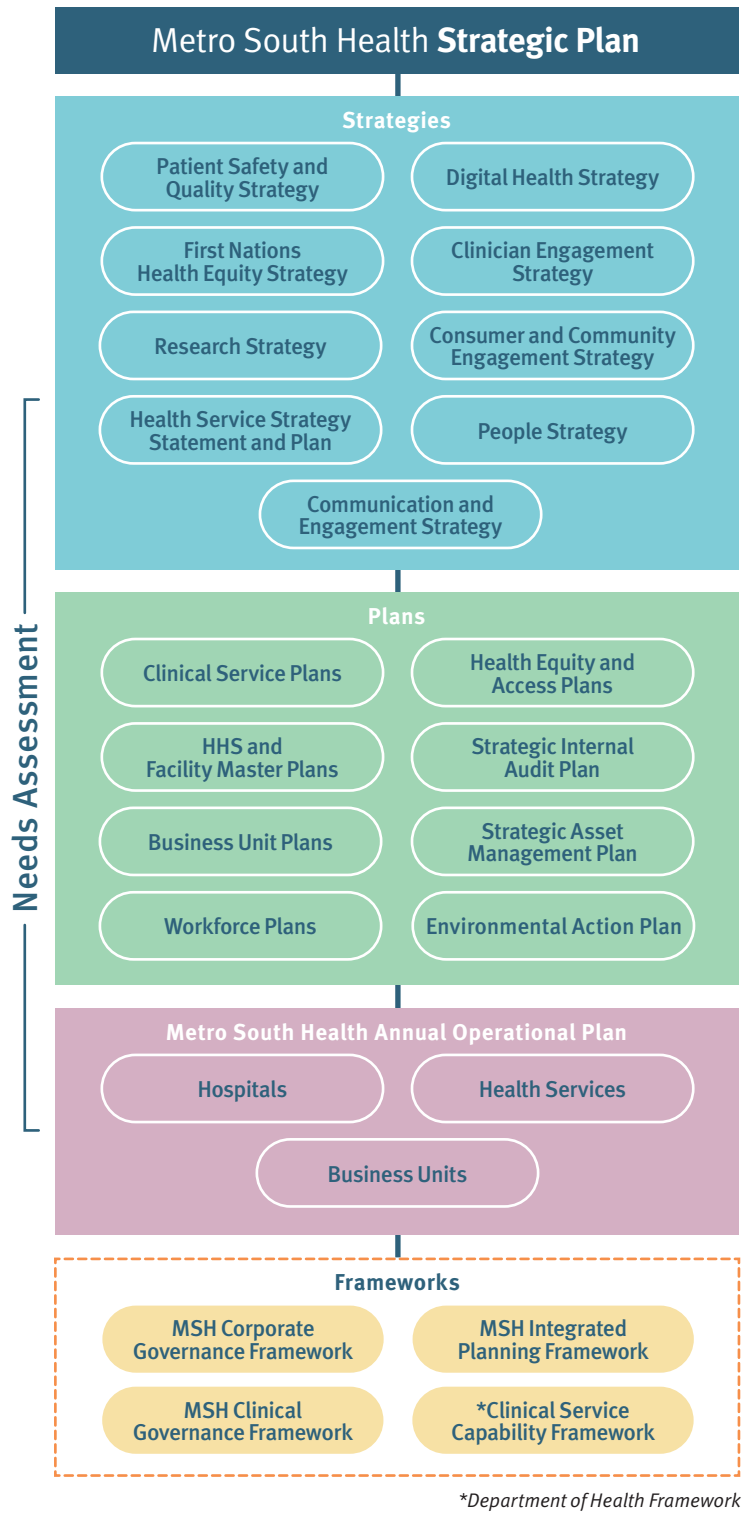 Metro South Health Strategic Plan
Strategies
Patient Safety and
Quality Strategy
Digital Health Strategy
First Nations
Health Equity Strategy
Clinician Engagement
Strategy
Research Strategy
Consumer and Community
Engagement Strategy
Health Service Strategy
Statement and Plan
People Strategy
Communication and
Engagement Strategy
Needs Assessment
Plans
Clinical Service Plans
Health Equity and
Access Plans
HHS and
Facility Master Plans
Strategic Internal
Audit Plan
Business Unit Plans
Strategic Asset
Management Plan
Workforce Plans
Environmental Action Plan
Metro South Health Annual Operational Plan
Hospitals
Health Services
Business Units
Frameworks
MSH Corporate
Governance Framework
MSH Integrated
Planning Framework
MSH Clinical
Governance Framework
*Clinical Service
Capability Framework
*Department of Health Framework